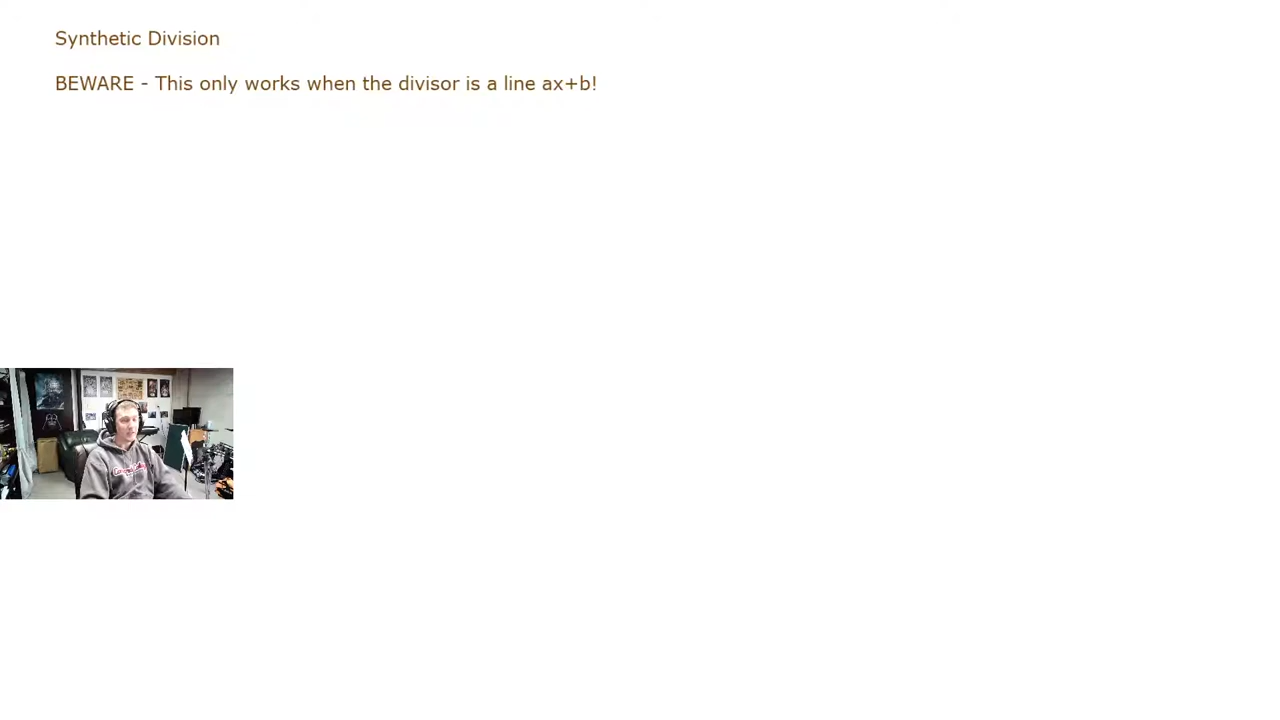 Synthetic Division
BEWARE - This only works when the divisor is a line ax+b!